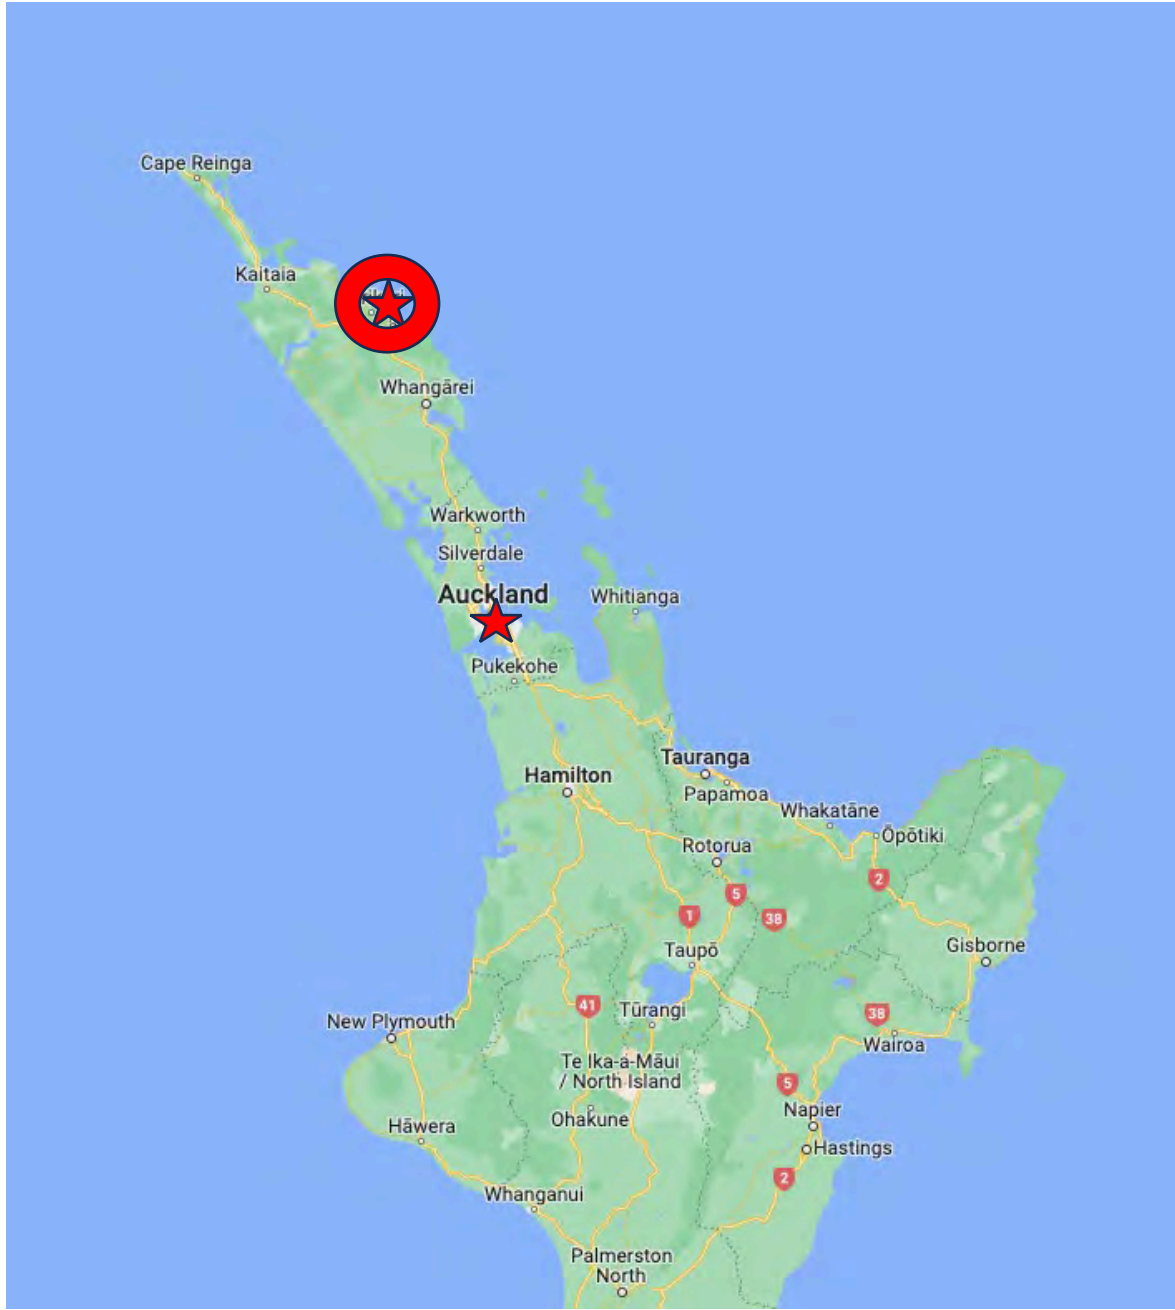 Cape Reinga
Kaitaia
Whangārei
Warkworth
Silverdale
Auckland
Whitianga
Pukekohe
Tauranga
Hamilton
Papamoa
Whakatāne
Ōpōtiki
Rotorua
2
5
1
38
Gisborne
Taupō
41
Tūrangi
38
New Plymouth
Wairoa
Te Ika-a-Māui
/ North Island
5
Napier
Ohakune
Hāwera
Hastings
2
Whanganui
Palmerston
North